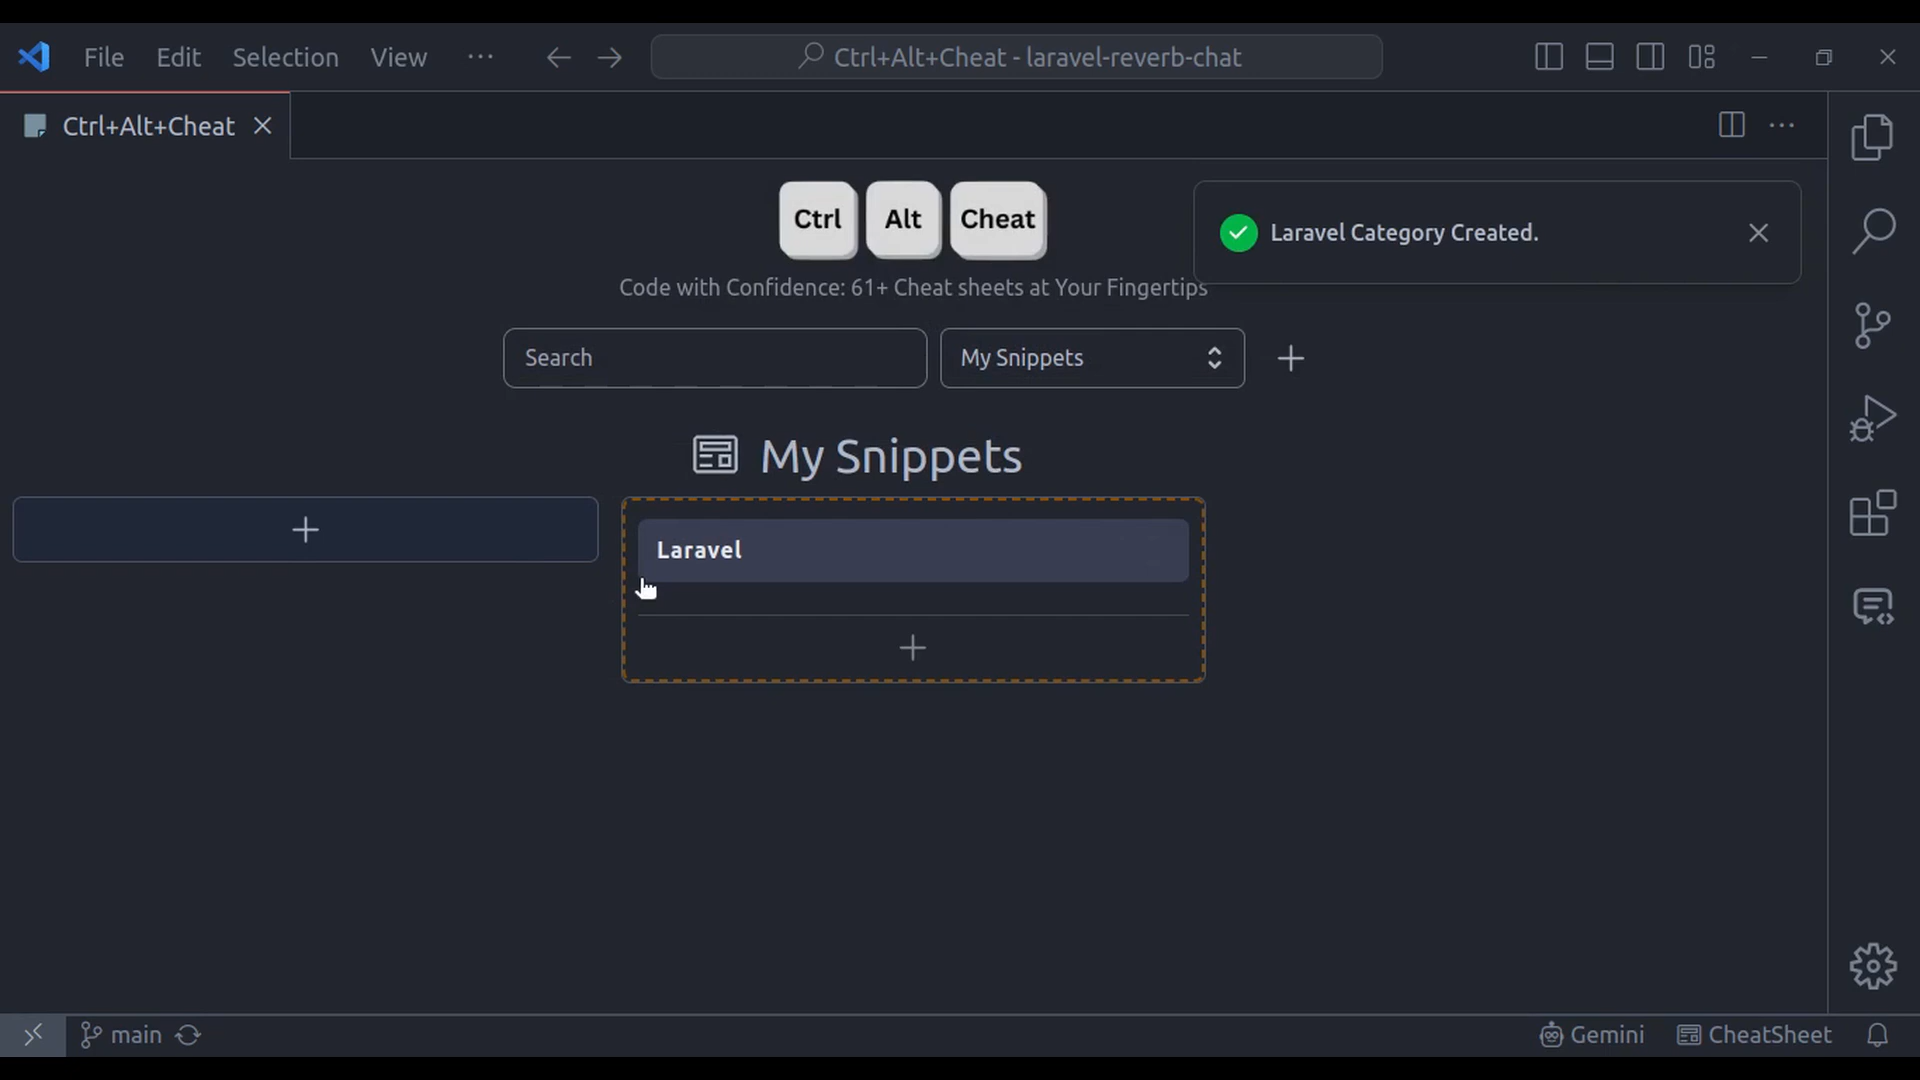 File Edit Selection View ··· Ctrl+Alt+Cheat - laravel-reverb-chat
Ctrl+Alt+Cheat
Ctrl Alt Cheat
Laravel Category Created.
Code with Confidence: 61+ Cheat sheets at Your Fingertips
Search My Snippets
My Snippets
Laravel
main Gemini CheatSheet